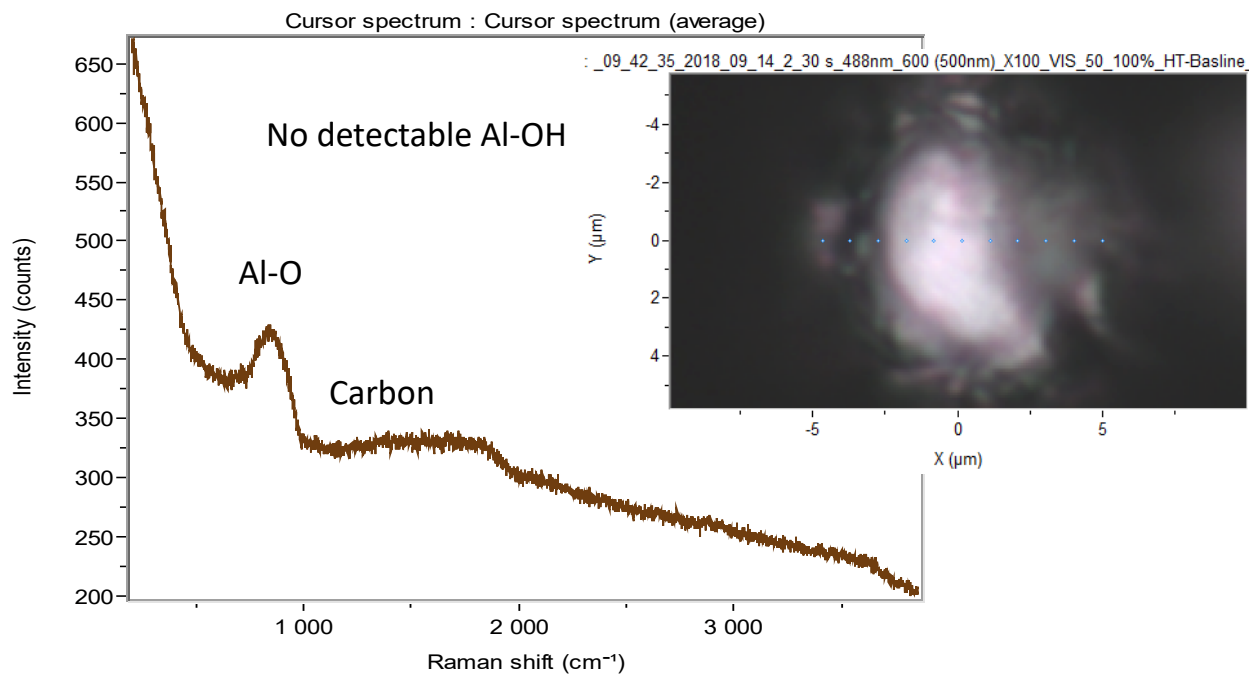 Cursor spectrum : Cursor spectrum (average)
: _09_42_35_2018_09_14_2_30 s_488nm_600 (500nm)_X100_VIS_50_100%_HT-Basline_
No detectable Al-OH
Al-O
Carbon
Intensity (counts)
650
600
550
500
450
400
350
300
250
200
1 000
2 000
3 000
Raman shift (cm⁻¹)
Y (µm)
-4
-2
0
2
4
-5
0
5
X (µm)